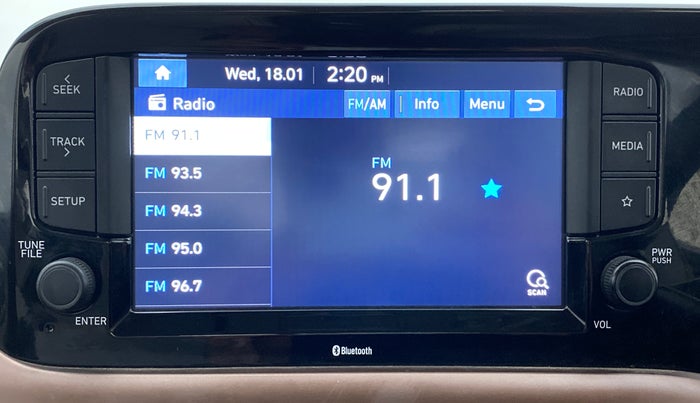 SEEK
TRACK
SETUP
TUNE
FILE
ENTER
Wed, 18.01
2:20 PM
Radio
FM/AM
Info
Menu
FM 91.1
FM 93.5
FM 94.3
FM 95.0
FM 96.7
FM
91.1
SCAN
RADIO
MEDIA
PWR
PUSH
VOL
Bluetooth